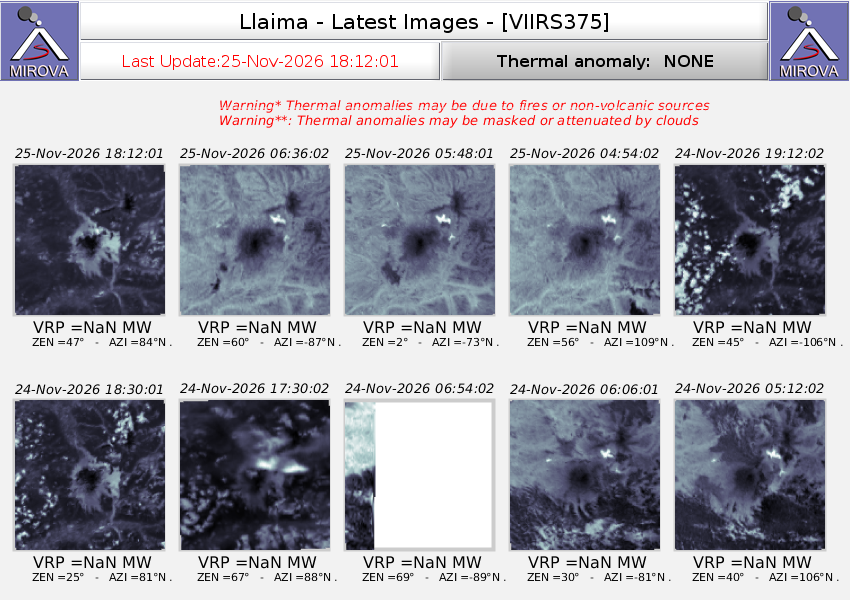 Llaima - Latest Images - [VIIRS375]
MIROVA
Last Update:25-Nov-2026 18:12:01
Thermal anomaly: NONE
MIROVA
Warning* Thermal anomalies may be due to fires or non-volcanic sources
Warning**: Thermal anomalies may be masked or attenuated by clouds
25-Nov-2026 18:12:01 25-Nov-2026 06:36:02 25-Nov-2026 05:48:01 25-Nov-2026 04:54:02 24-Nov-2026 19:12:02
VRP =NaN MW VRP =NaN MW VRP =NaN MW VRP =NaN MW VRP =NaN MW
ZEN =47° - AZI =84°N . ZEN =60° - AZI =-87°N . ZEN =2° - AZI =-73°N . ZEN =56° - AZI =109°N . ZEN =45° - AZI =-106°N .
24-Nov-2026 18:30:01 24-Nov-2026 17:30:02 24-Nov-2026 06:54:02 24-Nov-2026 06:06:01 24-Nov-2026 05:12:02
VRP =NaN MW VRP =NaN MW VRP =NaN MW VRP =NaN MW VRP =NaN MW
ZEN =25° - AZI =81°N . ZEN =67° - AZI =88°N . ZEN =69° - AZI =-89°N . ZEN =30° - AZI =-81°N . ZEN =40° - AZI =106°N .